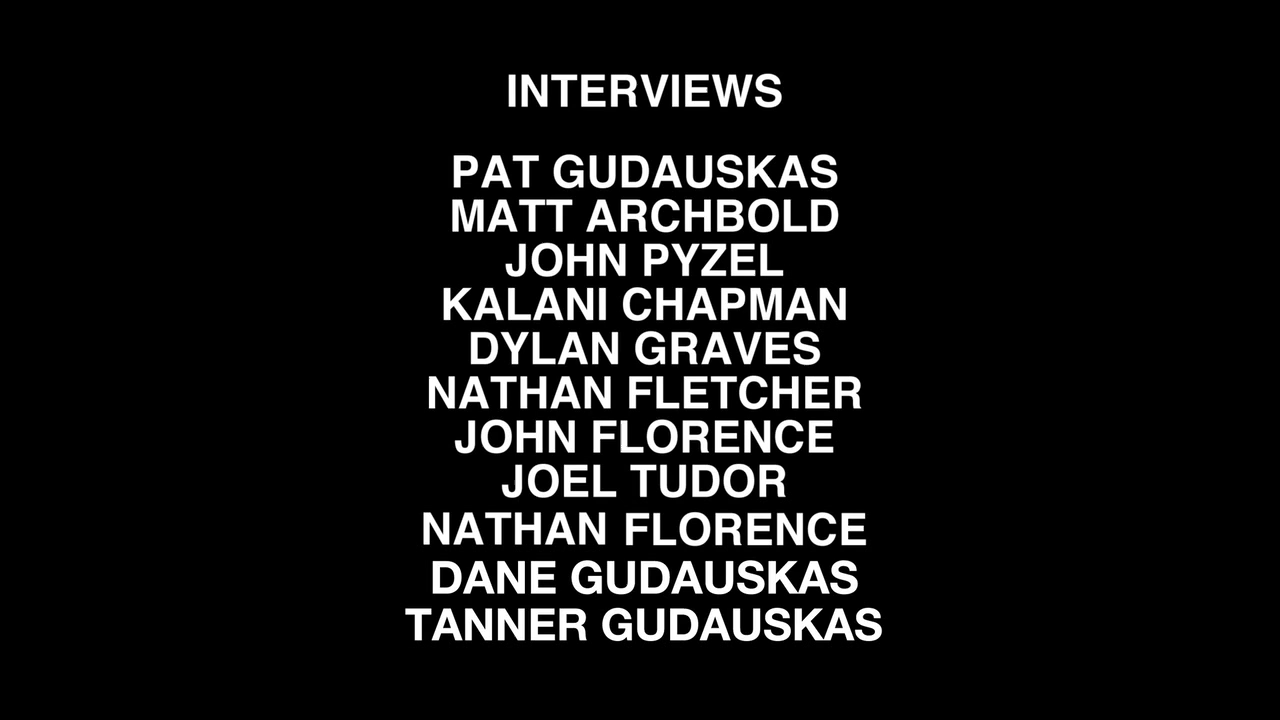 INTERVIEWS
PAT GUDAUSKAS
MATT ARCHBOLD
JOHN PYZEL
KALANI CHAPMAN
DYLAN GRAVES
NATHAN FLETCHER
JOHN FLORENCE
JOEL TUDOR
NATHAN FLORENCE
DANE GUDAUSKAS
TANNER GUDAUSKAS